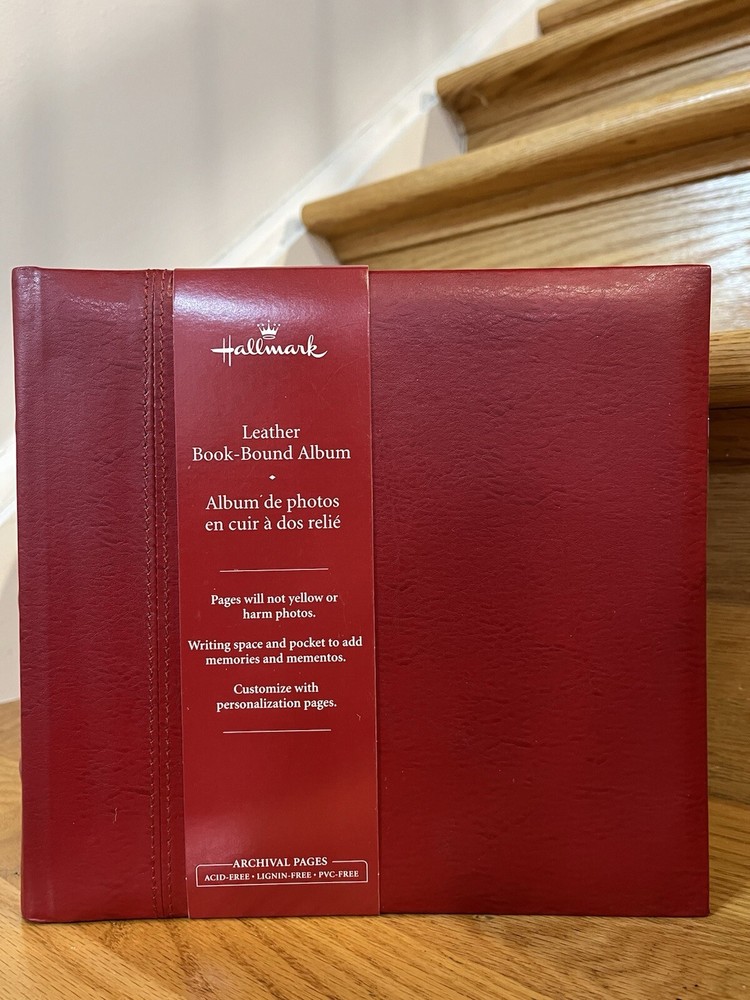 Hallmark
Leather
Book-Bound Album
Album de photos
en cuir à dos relié
Pages will not yellow or
harm photos.
Writing space and pocket to add
memories and mementos.
Customize with
personalization pages.
ARCHIVAL PAGES
ACID-FREE • LIGNIN-FREE • PVC-FREE